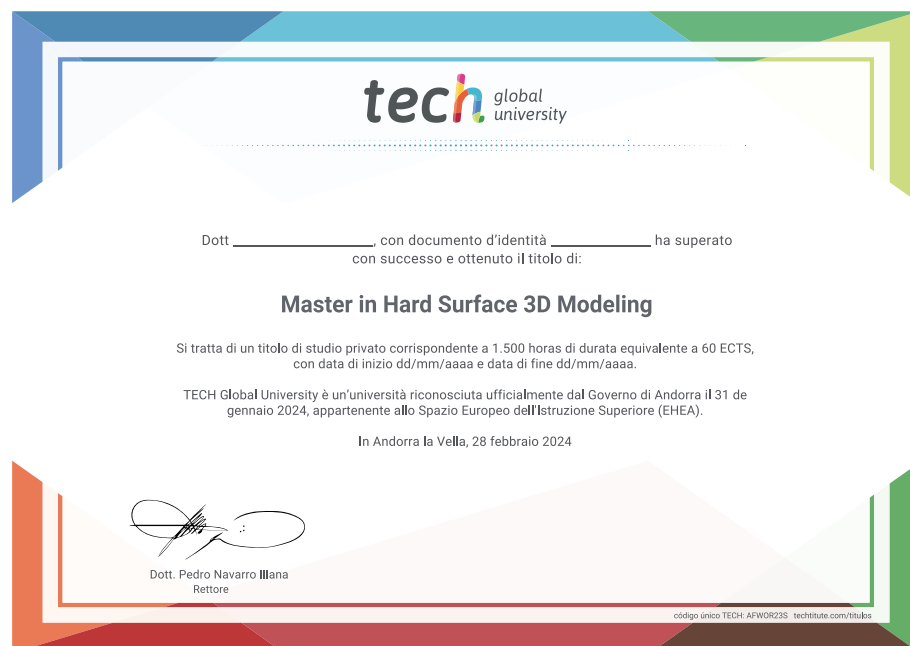 tech global
university
Dott ____________________, con documento d'identità ______________ ha superato
con successo e ottenuto il titolo di:
Master in Hard Surface 3D Modeling
Si tratta di un titolo di studio privato corrispondente a 1.500 horas di durata equivalente a 60 ECTS,
con data di inizio dd/mm/aaaa e data di fine dd/mm/aaaa.
TECH Global University è un'università riconosciuta ufficialmente dal Governo di Andorra il 31 de
gennaio 2024, appartenente allo Spazio Europeo dell'Istruzione Superiore (EHEA).
In Andorra la Vella, 28 febbraio 2024
Dott. Pedro Navarro Illana
Rettore
código único TECH: AFWOR23S techtitute.com/titulos